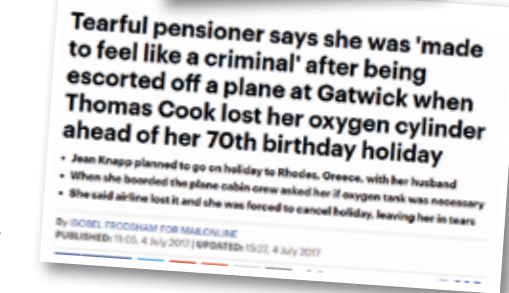 Tearful pensioner says she was 'made
to feel like a criminal' after being
escorted off a plane at Gatwick when
Thomas Cook lost her oxygen cylinder
ahead of her 70th birthday holiday
• Jean Knapp planned to go on holiday to Rhodes, Greece, with her husband
• When she boarded the plane cabin crew asked her if oxygen tank was necessary
• She said airline lost it and she was forced to cancel holiday, leaving her in tears
By ISOBEL FRODSHAM FOR MAILONLINE
PUBLISHED: 11:05, 4 July 2017 | UPDATED: 15:27, 4 July 2017